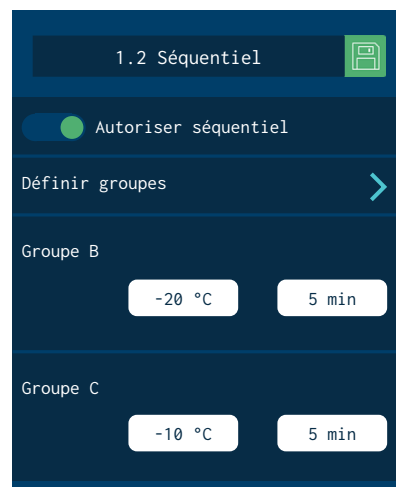 1.2 Séquentiel
Autoriser séquentiel
Définir groupes
Groupe B
-20 °C 5 min
Groupe C
-10 °C 5 min